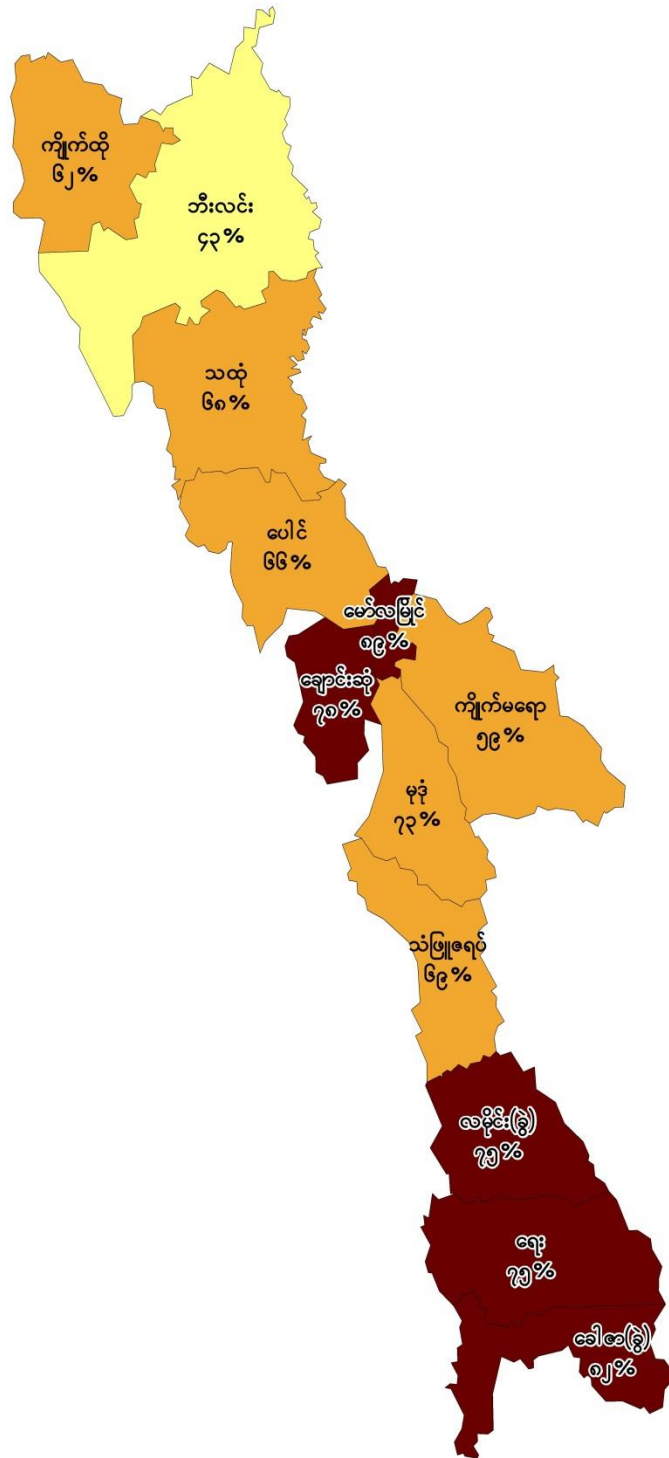 ကျိုက်ထို
၆၂%
ဘီးလင်း
၄၃%
သထုံ
၆၈%
ပေါင်
၆၆%
မော်လမြိုင်
၈၉%
ချောင်းဆုံ
၇၈%
ကျိုက်မရော
၅၉%
မုဒုံ
၇၃%
သံဖြူဇရပ်
၆၉%
လမိုင်း(ခွဲ)
၇၅%
ရေး
၇၅%
ခေါဇာ(ခွဲ)
၈၂%